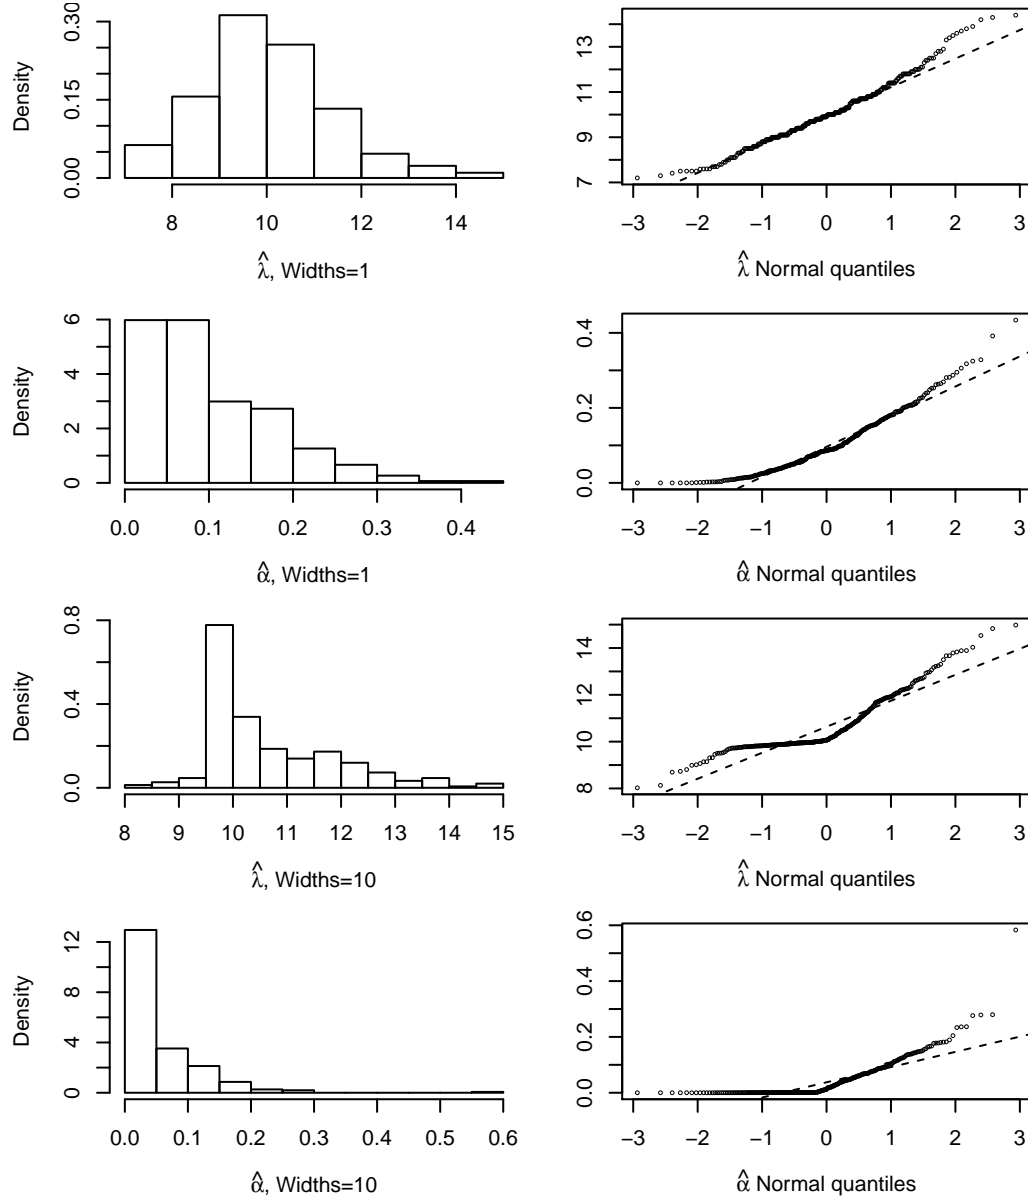 Density
0.00 0.15 0.30
8 10 12 14
λ̂, Widths=1
7 9 11 13
−3 −2 −1 0 1 2 3
λ̂ Normal quantiles
Density
0 2 4 6
0.0 0.1 0.2 0.3 0.4
α̂, Widths=1
0.0 0.2 0.4
−3 −2 −1 0 1 2 3
α̂ Normal quantiles
Density
0.0 0.4 0.8
8 9 10 11 12 13 14 15
λ̂, Widths=10
8 10 12 14
−3 −2 −1 0 1 2 3
λ̂ Normal quantiles
Density
0 4 8 12
0.0 0.1 0.2 0.3 0.4 0.5 0.6
α̂, Widths=10
0.0 0.2 0.4 0.6
−3 −2 −1 0 1 2 3
α̂ Normal quantiles